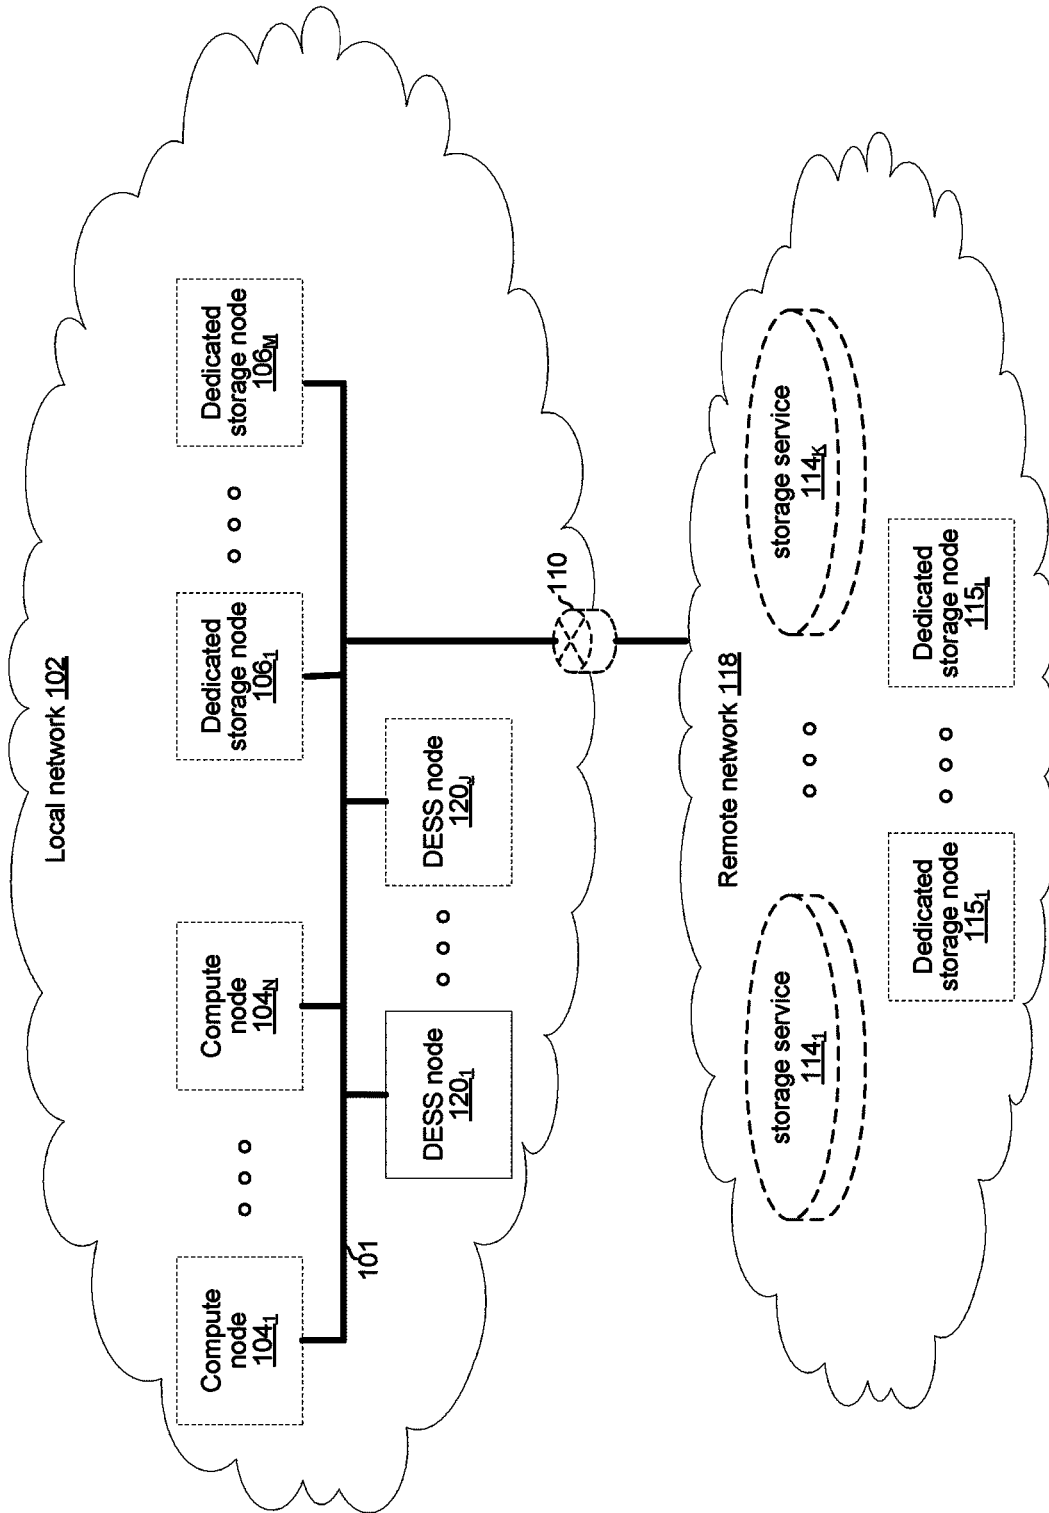 Local network 102
Compute
node
104₁
Compute
node
104N
Dedicated
storage node
106₁
Dedicated
storage node
106M
101
DESS node
120₁
DESS node
120J
110
Remote network 118
storage service
114₁
storage service
114K
Dedicated
storage node
115₁
Dedicated
storage node
115L